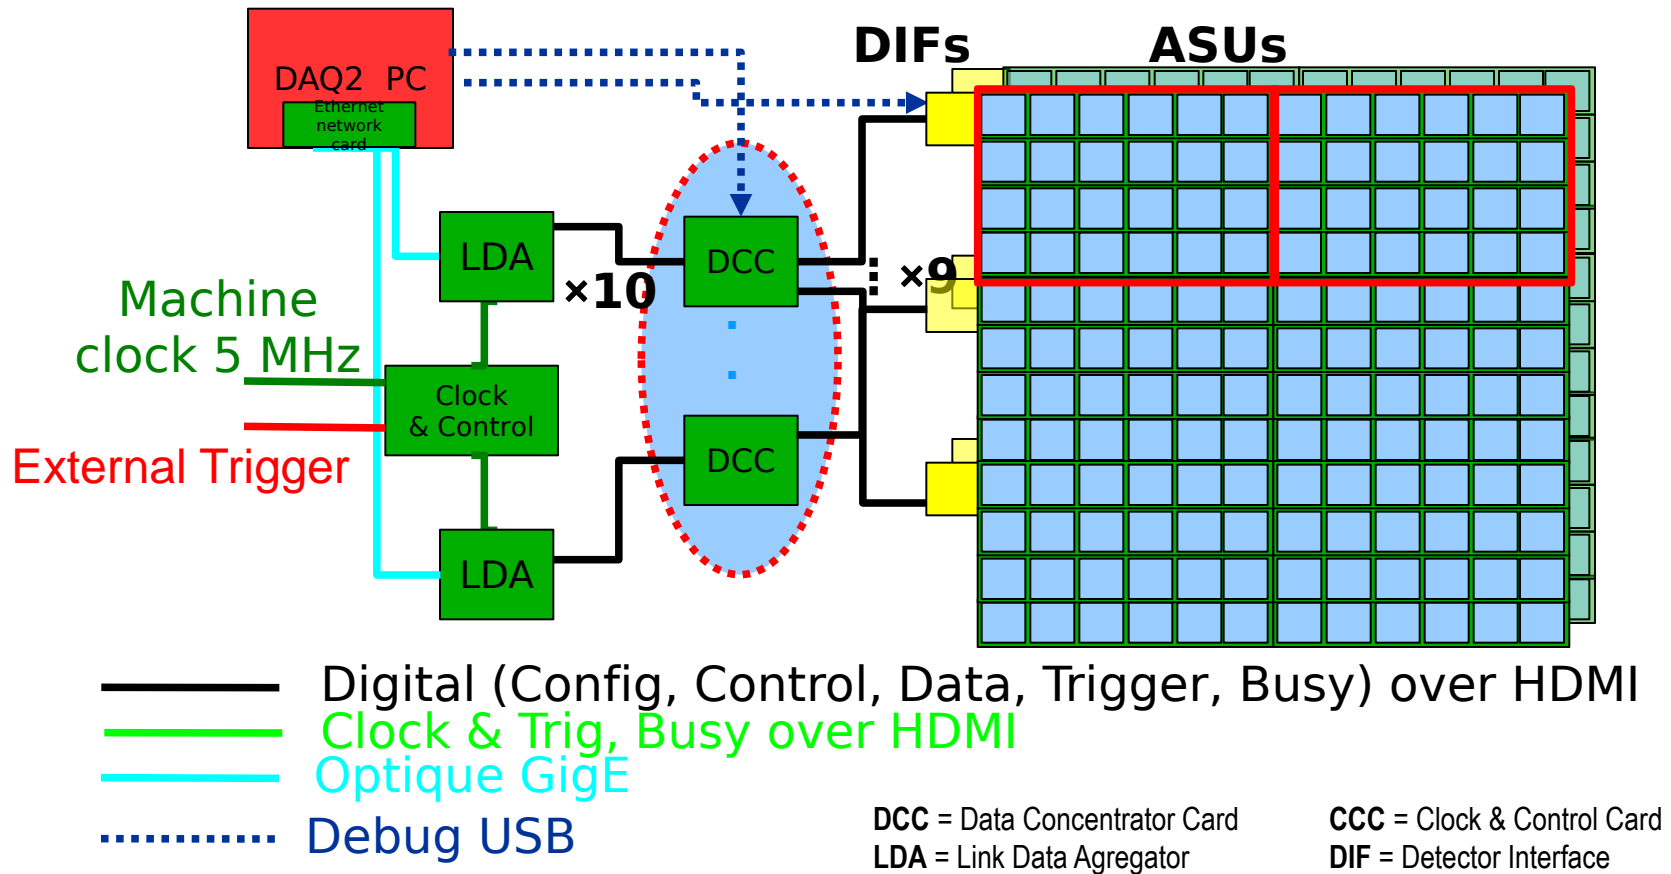 DIFs
ASUs
DAQ2 PC
Ethernet
network
card
LDA
DCC
×10
×9
Machine
clock 5 MHz
Clock
& Control
External Trigger
DCC
LDA
Digital (Config, Control, Data, Trigger, Busy) over HDMI
Clock & Trig, Busy over HDMI
Optique GigE
Debug USB
DCC = Data Concentrator Card
LDA = Link Data Agregator
CCC = Clock & Control Card
DIF = Detector Interface